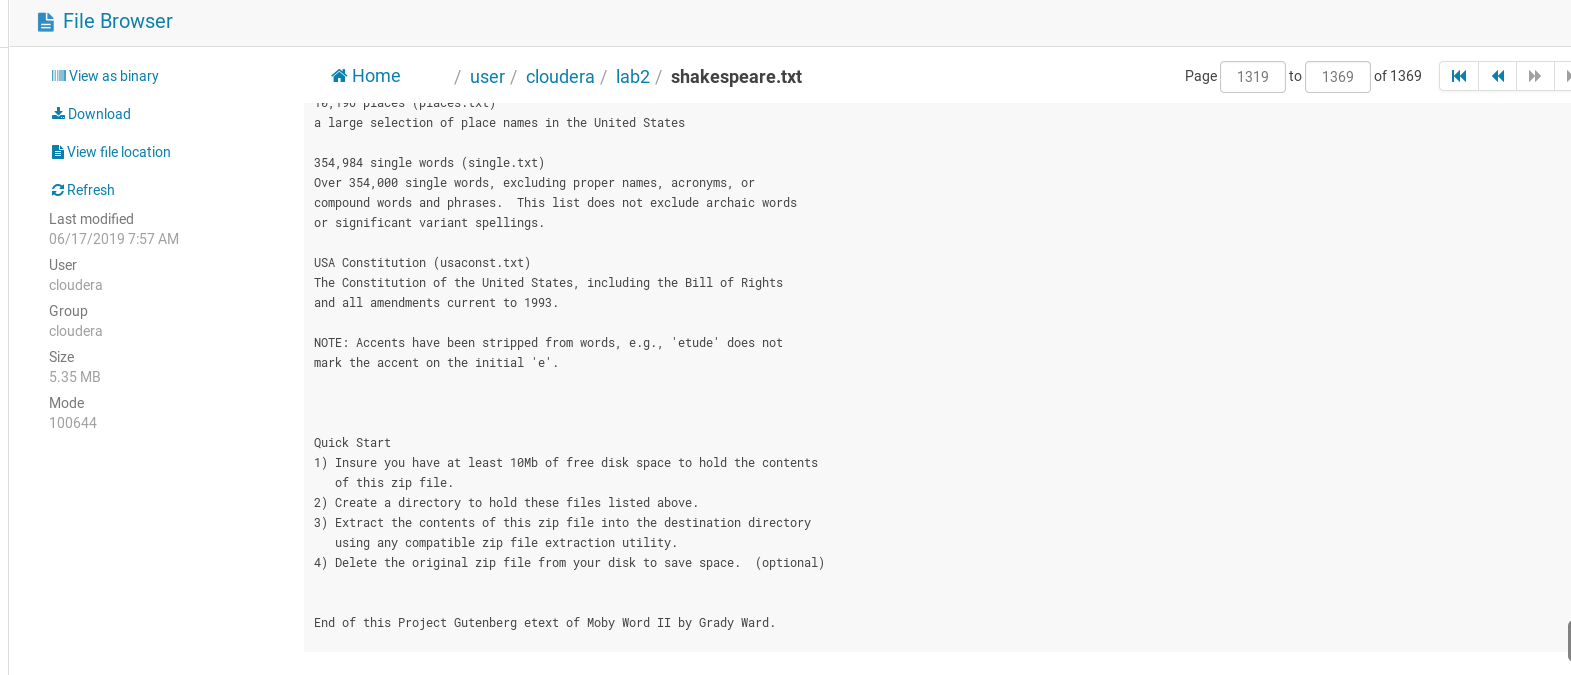 File Browser
View as binary
Download
View file location
Refresh
Last modified
06/17/2019 7:57 AM
User
cloudera
Group
cloudera
Size
5.35 MB
Mode
100644
Home / user / cloudera / lab2 / shakespeare.txt
Page 1319 to 1369 of 1369
10,196 places (places.txt)
a large selection of place names in the United States
354,984 single words (single.txt)
Over 354,000 single words, excluding proper names, acronyms, or
compound words and phrases.  This list does not exclude archaic words
or significant variant spellings.
USA Constitution (usaconst.txt)
The Constitution of the United States, including the Bill of Rights
and all amendments current to 1993.
NOTE: Accents have been stripped from words, e.g., 'etude' does not
mark the accent on the initial 'e'.
Quick Start
1) Insure you have at least 10Mb of free disk space to hold the contents
of this zip file.
2) Create a directory to hold these files listed above.
3) Extract the contents of this zip file into the destination directory
using any compatible zip file extraction utility.
4) Delete the original zip file from your disk to save space.  (optional)
End of this Project Gutenberg etext of Moby Word II by Grady Ward.